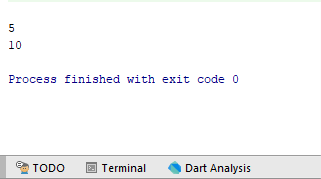 5
10
Process finished with exit code 0
TODO Terminal Dart Analysis